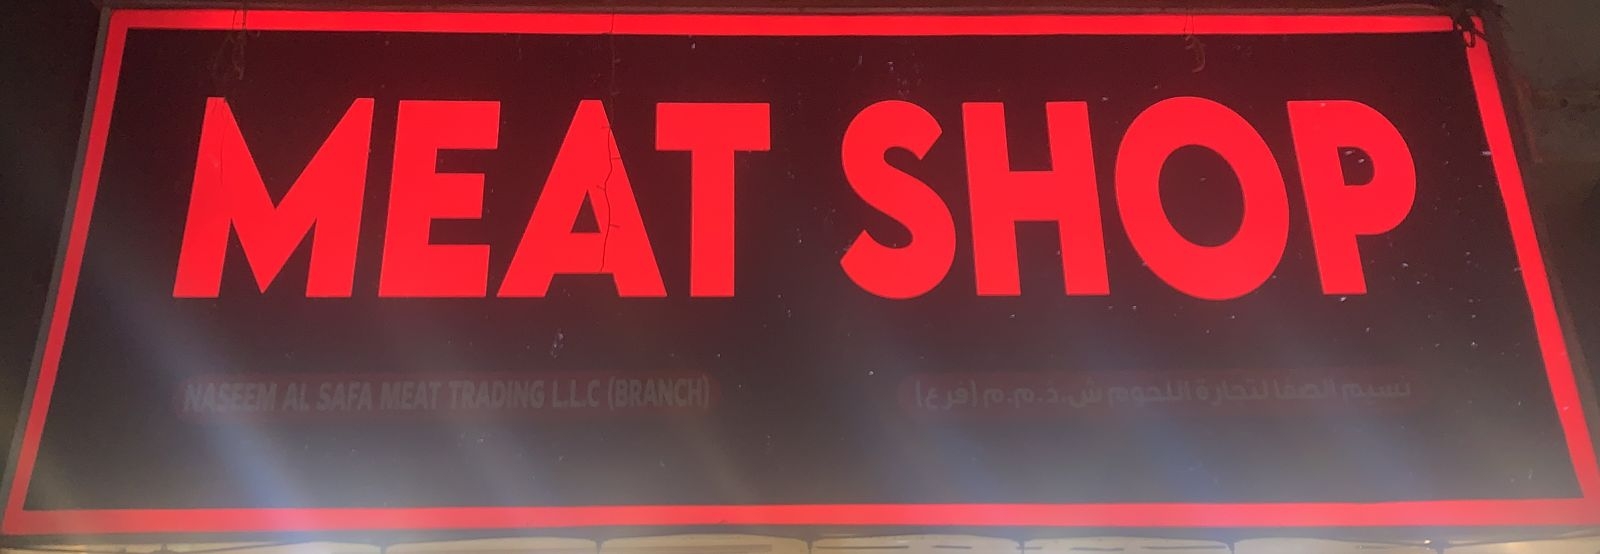 MEAT SHOP
NASEEM AL SAFA MEAT TRADING L.L.C (BRANCH)
نسيم الصفا لتجارة اللحوم ش.ذ.م.م (فرع)